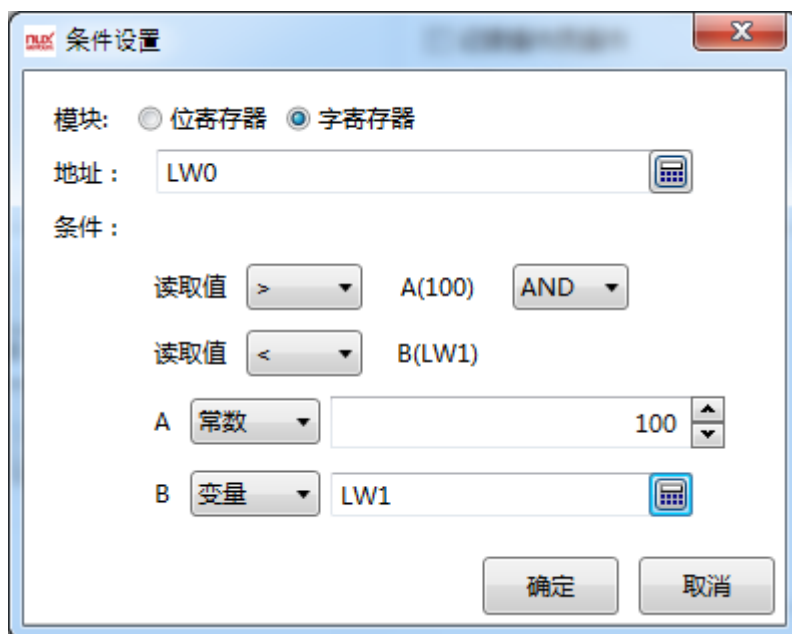 nux 条件设置
模块: 位寄存器 字寄存器
地址： LW0
条件：
读取值 > A(100) AND
读取值 < B(LW1)
A 常数 100
B 变量 LW1
确定 取消